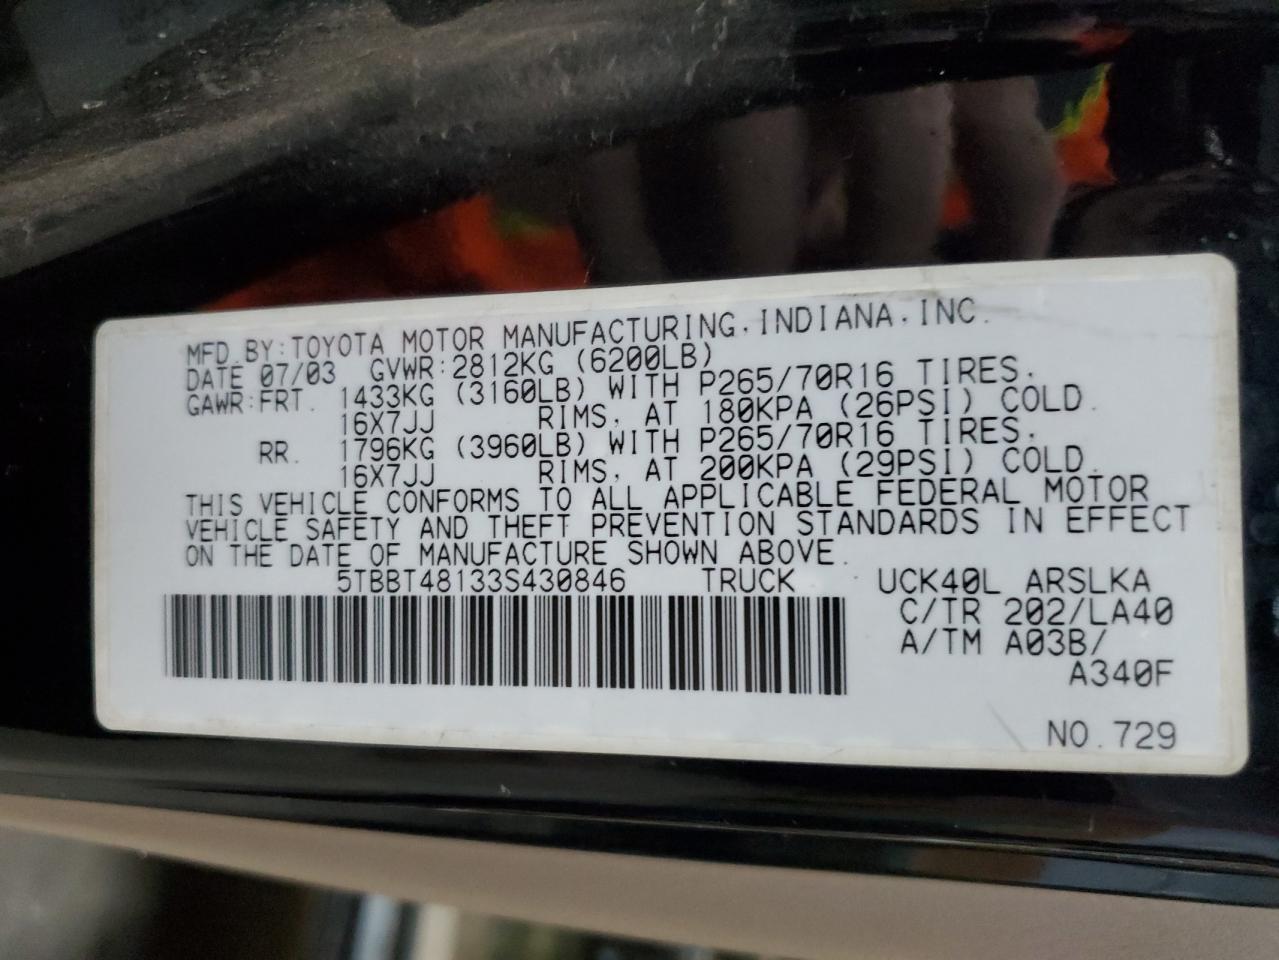 MFD. BY: TOYOTA MOTOR MANUFACTURING, INDIANA, INC.
DATE 07/03 GVWR: 2812KG (6200LB)
GAWR: FRT. 1433KG (3160LB) WITH P265/70R16 TIRES,
16X7JJ RIMS, AT 180KPA (26PSI) COLD.
RR. 1796KG (3960LB) WITH P265/70R16 TIRES,
16X7JJ RIMS, AT 200KPA (29PSI) COLD.
THIS VEHICLE CONFORMS TO ALL APPLICABLE FEDERAL MOTOR
VEHICLE SAFETY AND THEFT PREVENTION STANDARDS IN EFFECT
ON THE DATE OF MANUFACTURE SHOWN ABOVE.
5TBBT48133S430846 TRUCK UCK40L ARSLKA
C/TR 202/LA40
A/TM A03B/
A340F
NO. 729